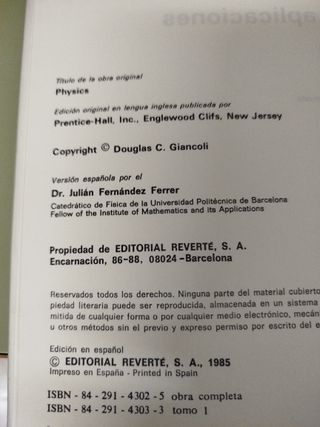 aplicaciones
Título de la obra original
Physics
Edición original en lengua inglesa publicada por
Prentice-Hall, Inc., Englewood Clifs, New Jersey
Copyright © Douglas C. Giancoli
Versión española por el
Dr. Julián Fernández Ferrer
Catedrático de Física de la Universidad Politécnica de Barcelona
Fellow of the Institute of Mathematics and its Applications
Propiedad de EDITORIAL REVERTÉ, S. A.
Encarnación, 86-88, 08024-Barcelona
Reservados todos los derechos. Ninguna parte del material cubierto
piedad literaria puede ser reproducida, almacenada en un sistema
mitida de cualquier forma o por cualquier medio electrónico, mecán
u otros métodos sin el previo y expreso permiso por escrito del e
Edición en español
© EDITORIAL REVERTÉ, S. A., 1985
Impreso en España - Printed in Spain
ISBN - 84 - 291 - 4302 - 5 obra completa
ISBN - 84 - 291 - 4303 - 3 tomo 1